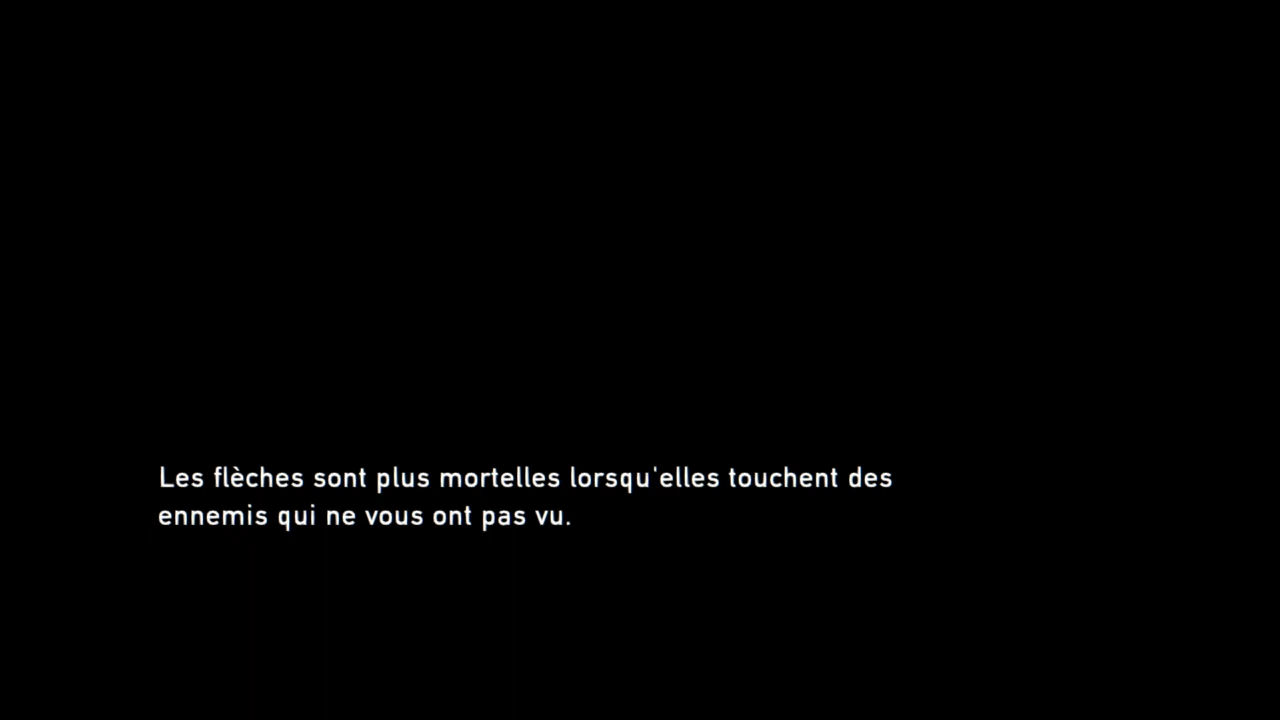 Les flèches sont plus mortelles lorsqu'elles touchent des
ennemis qui ne vous ont pas vu.